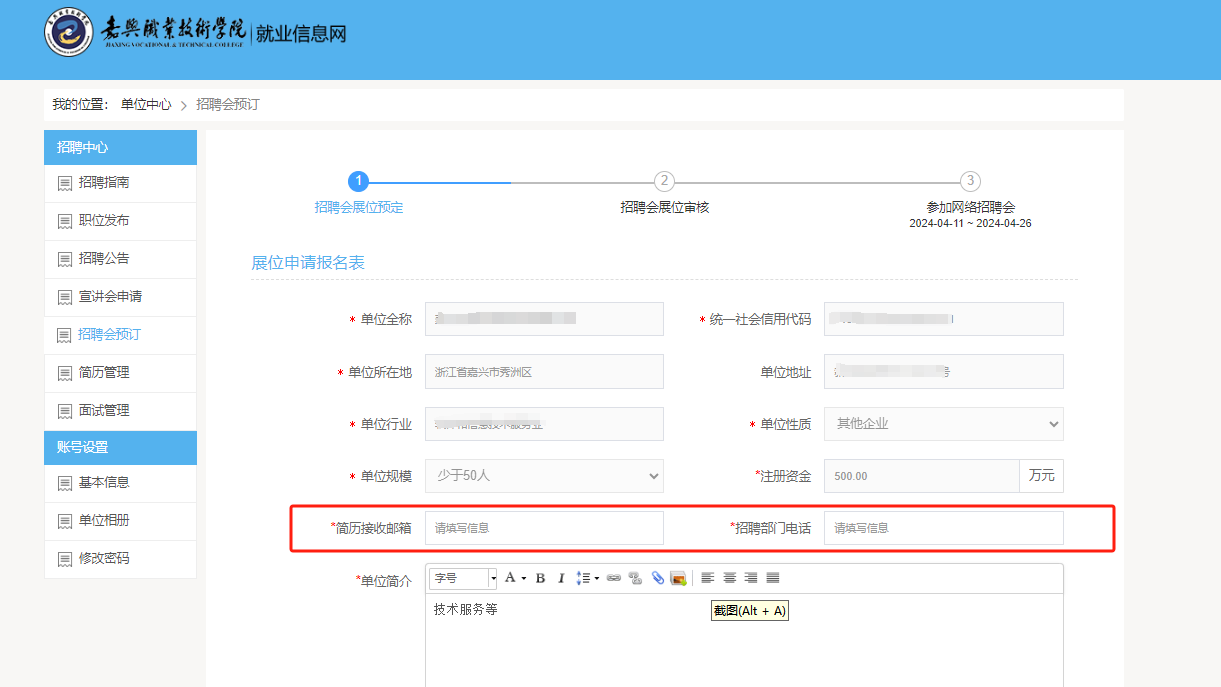 嘉興職業技術學院 就业信息网
JIAXING VOCATIONAL & TECHNICAL COLLEGE
我的位置： 单位中心 > 招聘会预订
招聘中心
招聘指南
职位发布
招聘公告
宣讲会申请
招聘会预订
简历管理
面试管理
账号设置
基本信息
单位相册
修改密码
1 2 3
招聘会展位预定 招聘会展位审核 参加网络招聘会
2024-04-11 ~ 2024-04-26
展位申请报名表
* 单位全称 * 统一社会信用代码
* 单位所在地 浙江省嘉兴市秀洲区 单位地址 号
* 单位行业 * 单位性质 其他企业
* 单位规模 少于50人 *注册资金 500.00 万元
*简历接收邮箱 请填写信息 *招聘部门电话 请填写信息
*单位简介 字号 A B I
技术服务等
截图(Alt + A)